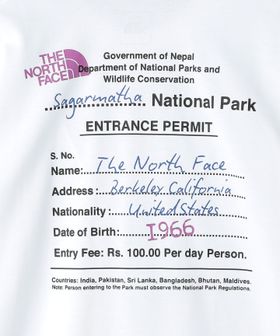 THE
NORTH
FACE
Government of Nepal
Department of National Parks and
Wildlife Conservation
Sagarmatha National Park
ENTRANCE PERMIT
S. No.
Name: The North Face
Address: Berkeley California
Nationality: United States
Date of Birth: 1966
Entry Fee: Rs. 100.00 Per day Person.
Countries: India, Pakistan, Sri Lanka, Bangladesh, Bhutan, Maldives.
Note: Person entering to the Park must observe the National Park Regulations.